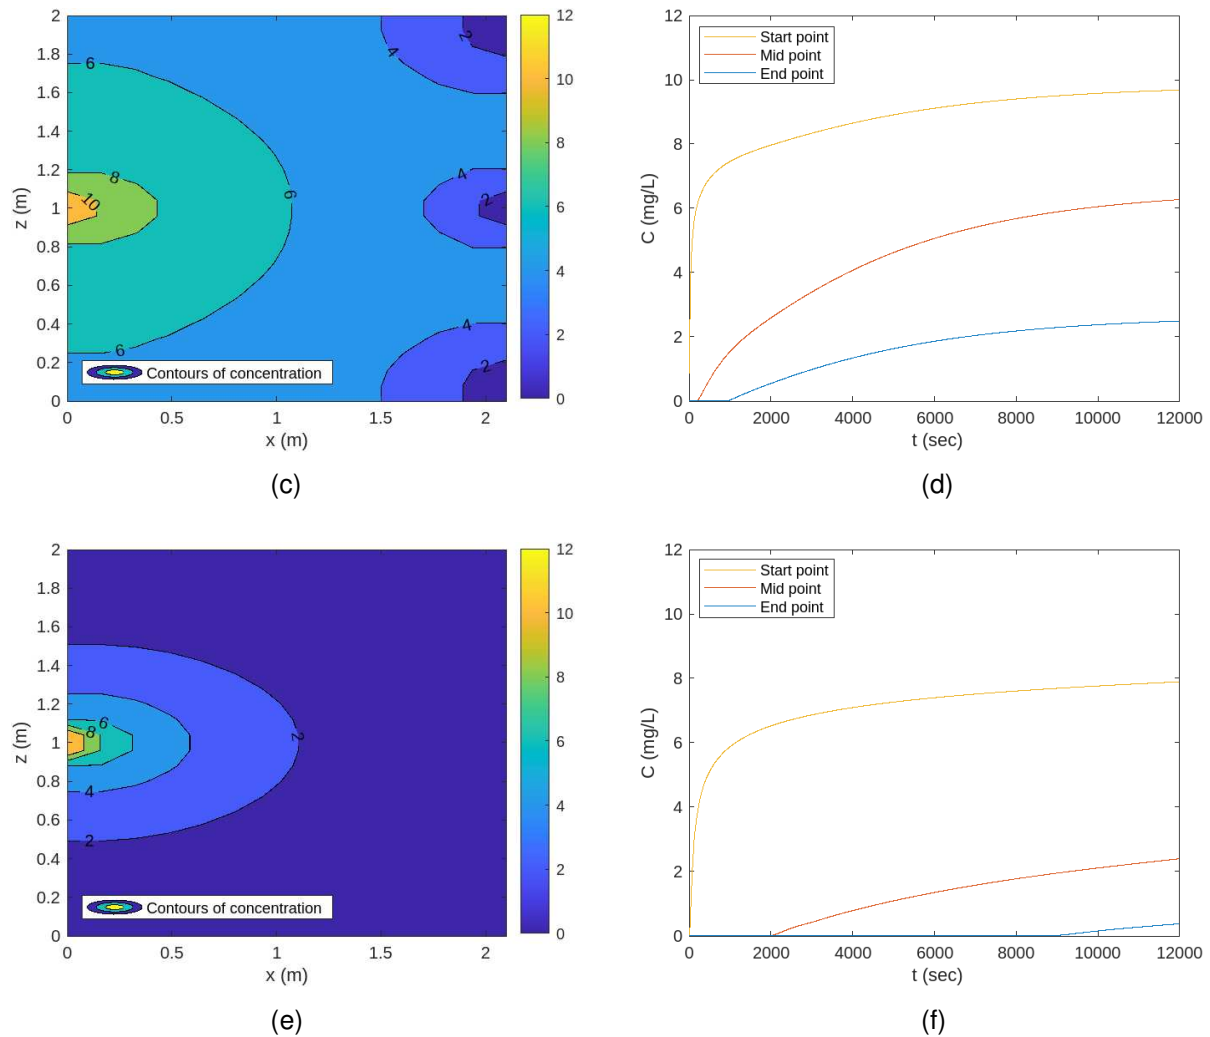 2
1.8
1.6
1.4
1.2
1
0.8
0.6
0.4
0.2
0
z (m)
6
8
10
6
6
4
2
4
2
4
2
Contours of concentration
0 0.5 1 1.5 2
x (m)
12
10
8
6
4
2
0
(c)
12
10
8
6
4
2
0
C (mg/L)
Start point
Mid point
End point
0 2000 4000 6000 8000 10000 12000
t (sec)
(d)
2
1.8
1.6
1.4
1.2
1
0.8
0.6
0.4
0.2
0
z (m)
6
8
4
2
2
Contours of concentration
0 0.5 1 1.5 2
x (m)
12
10
8
6
4
2
0
(e)
12
10
8
6
4
2
0
C (mg/L)
Start point
Mid point
End point
0 2000 4000 6000 8000 10000 12000
t (sec)
(f)